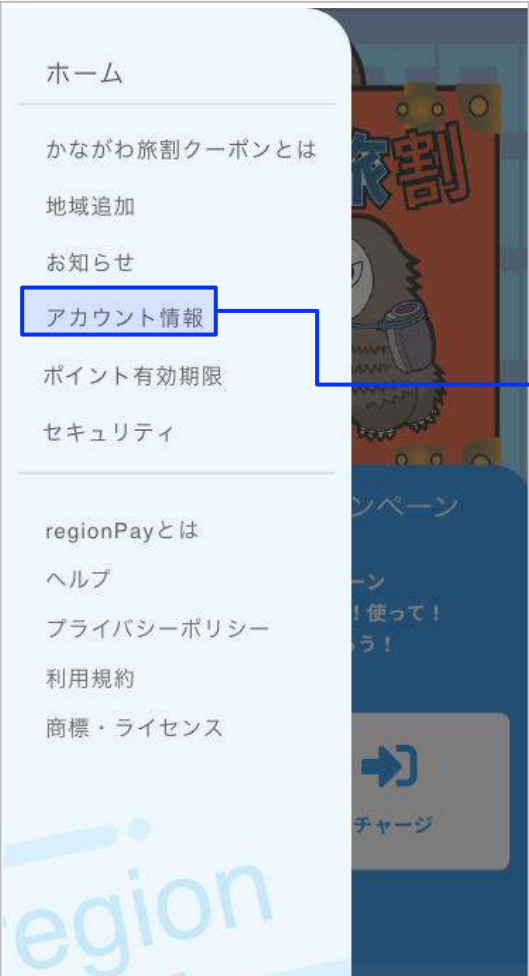 ホーム
かながわ旅割クーポンとは
地域追加
お知らせ
アカウント情報
ポイント有効期限
セキュリティ
regionPayとは
ヘルプ
プライバシーポリシー
利用規約
商標・ライセンス
旅割
ンペーン
ーン
！使って！
う！
チャージ
region